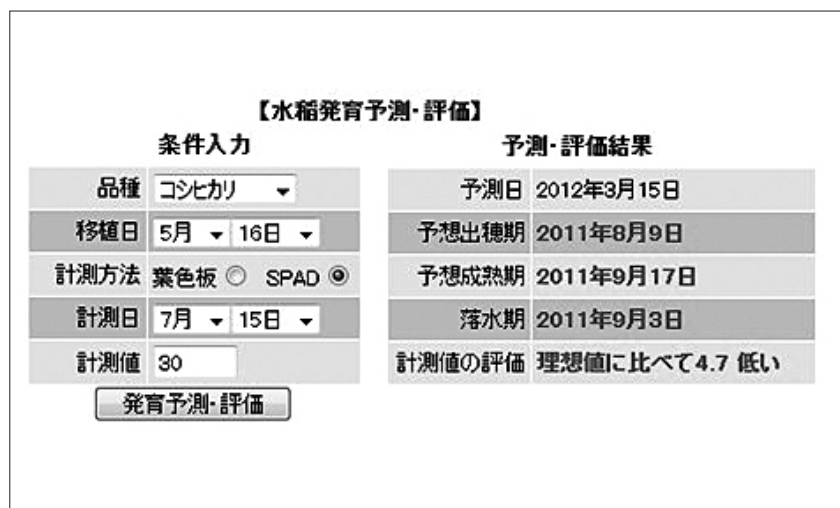 【水稲発育予測・評価】
条件入力
品種 コシヒカリ
移植日 5月 16日
計測方法 葉色板 SPAD
計測日 7月 15日
計測値 30
発育予測・評価
予測・評価結果
予測日 2012年3月15日
予想出穂期 2011年8月9日
予想成熟期 2011年9月17日
落水期 2011年9月3日
計測値の評価 理想値に比べて4.7 低い